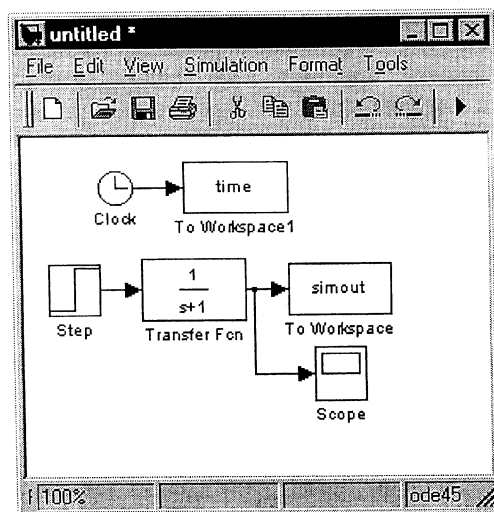 untitled *
File Edit View Simulation Format Tools
time
Clock
To Workspace1
1
s+1
simout
Step
Transfer Fcn
To Workspace
Scope
100%
ode45